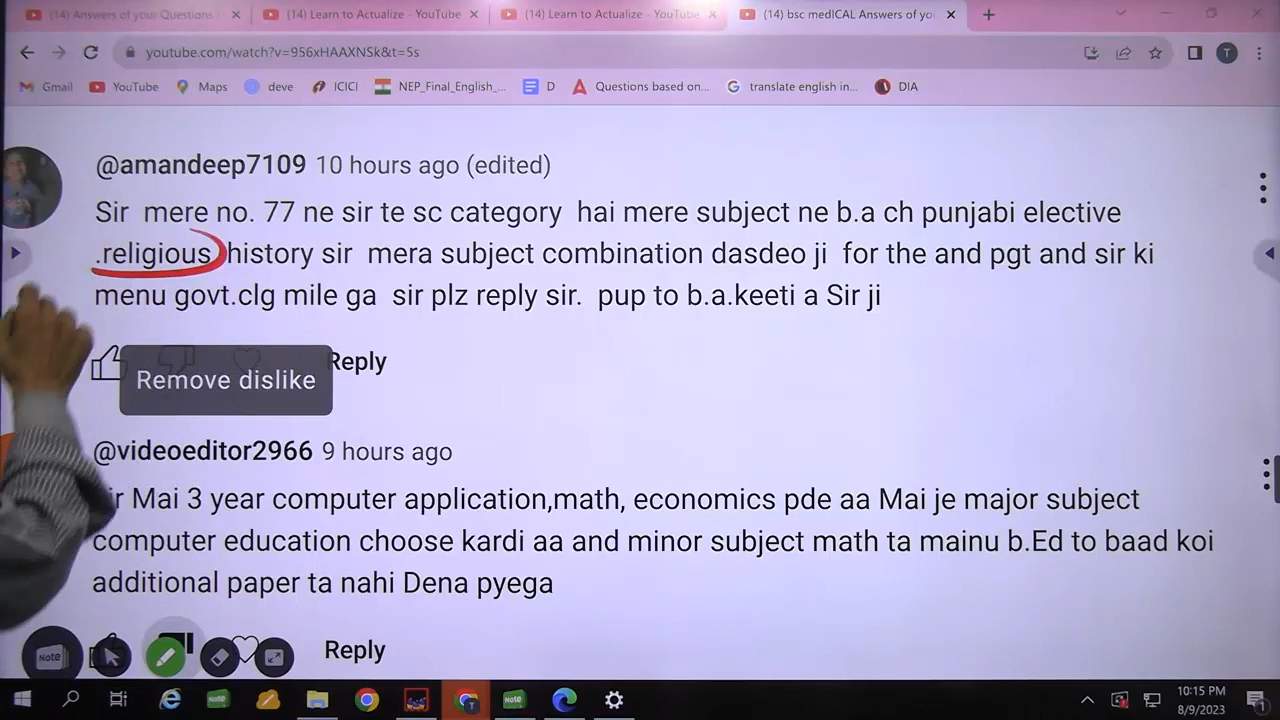 (14) Answers of your Questions
(14) Learn to Actualize - YouTube
(14) Learn to Actualize - YouTube
(14) bsc medICAL Answers of yo
youtube.com/watch?v=956xHAAXNSk&t=5s
T
Gmail YouTube Maps deve ICICI NEP_Final_English_... D Questions based on... translate english in... DIA
@amandeep7109 10 hours ago (edited)
Sir mere no. 77 ne sir te sc category hai mere subject ne b.a ch punjabi elective
.religious history sir mera subject combination dasdeo ji for the and pgt and sir ki
menu govt.clg mile ga sir plz reply sir. pup to b.a.keeti a Sir ji
Reply
Remove dislike
@videoeditor2966 9 hours ago
Mai 3 year computer application,math, economics pde aa Mai je major subject
computer education choose kardi aa and minor subject math ta mainu b.Ed to baad koi
additional paper ta nahi Dena pyega
Note
Reply
Note
Note
10:15 PM
8/9/2023
1